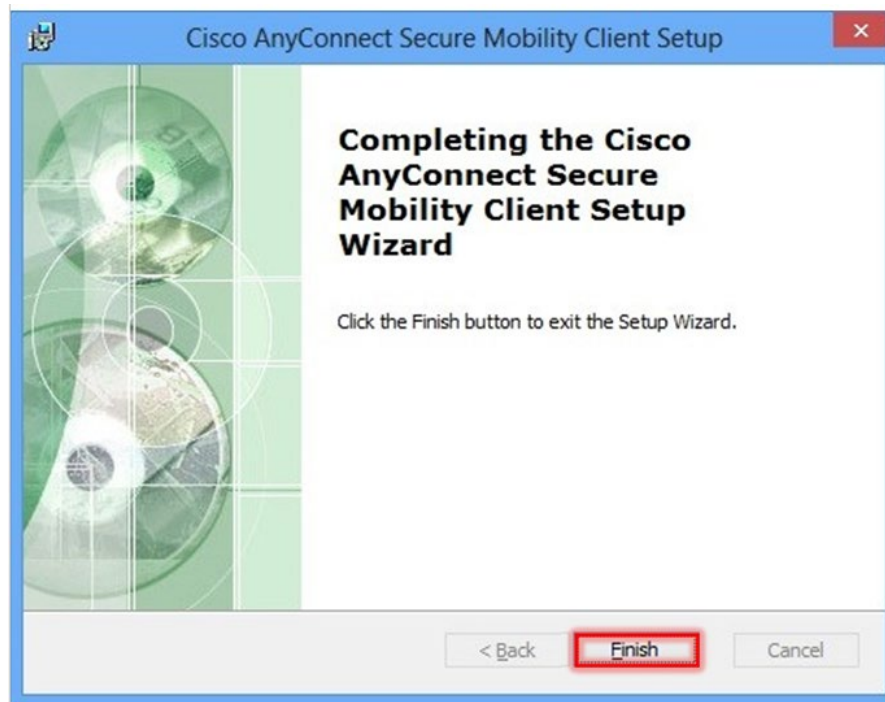 Cisco AnyConnect Secure Mobility Client Setup
Completing the Cisco
AnyConnect Secure
Mobility Client Setup
Wizard
Click the Finish button to exit the Setup Wizard.
< Back
Finish
Cancel